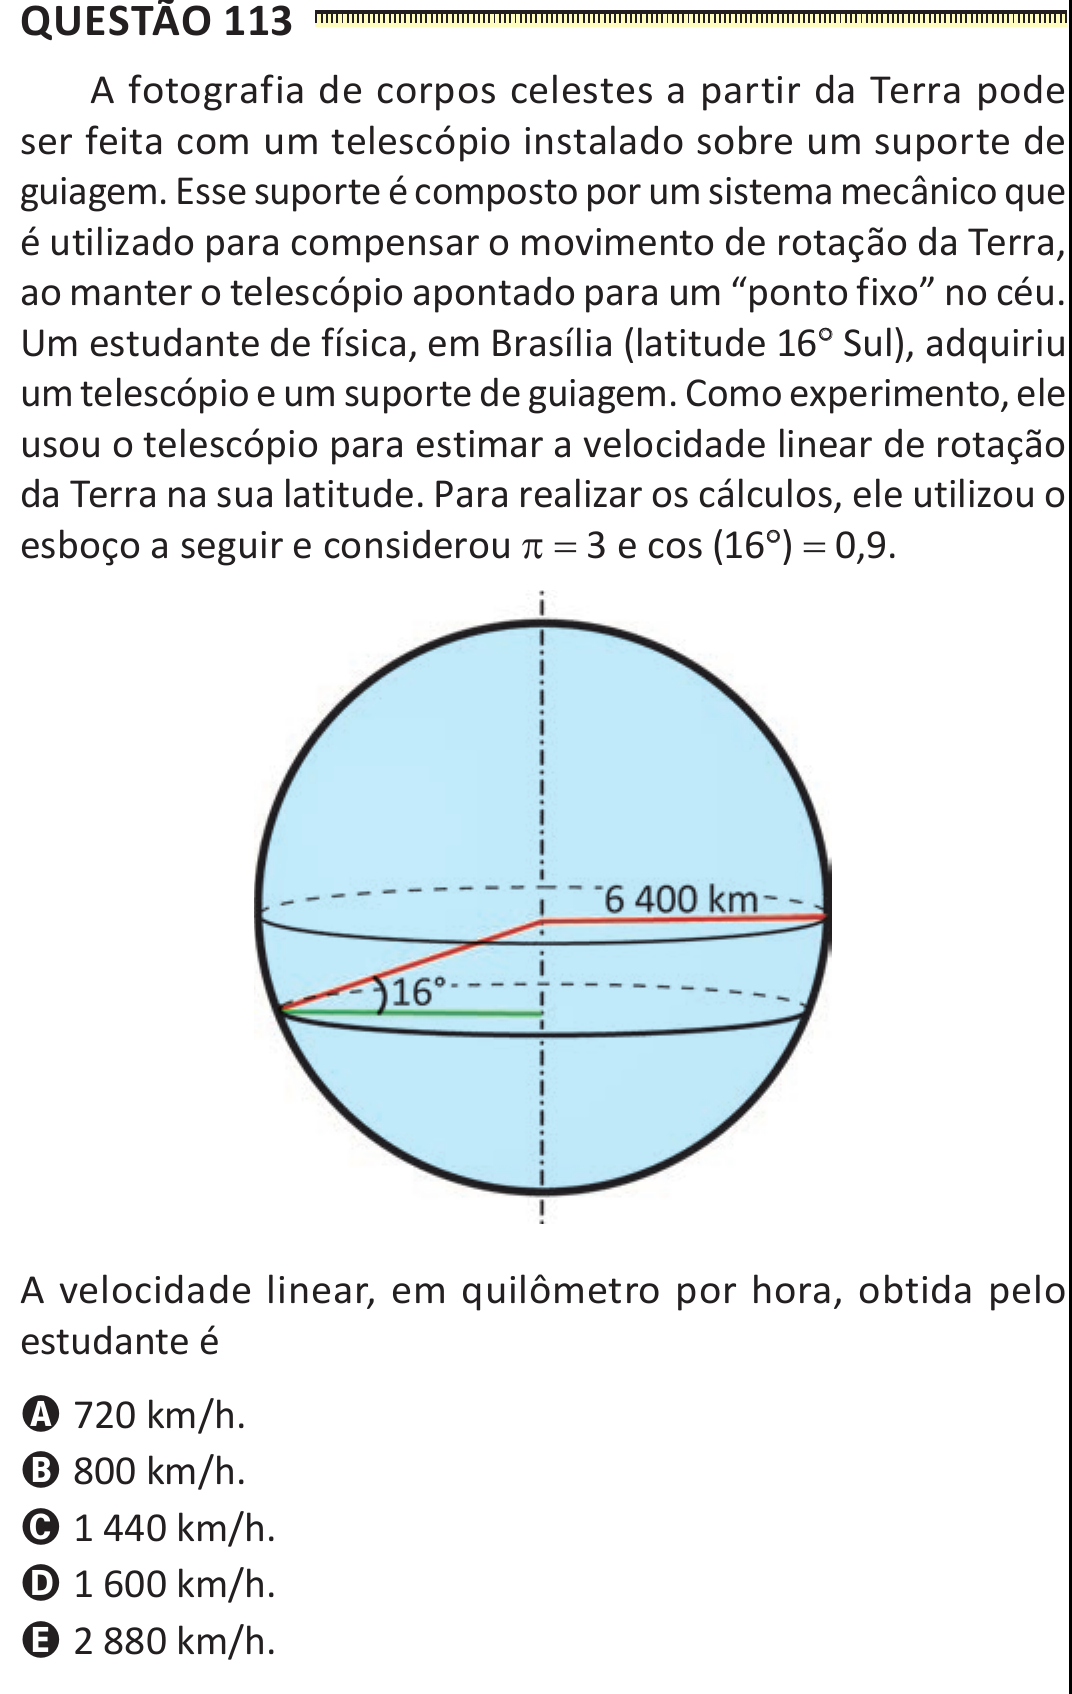 QUESTÃO 113
A fotografia de corpos celestes a partir da Terra pode
ser feita com um telescópio instalado sobre um suporte de
guiagem. Esse suporte é composto por um sistema mecânico que
é utilizado para compensar o movimento de rotação da Terra,
ao manter o telescópio apontado para um “ponto fixo” no céu.
Um estudante de física, em Brasília (latitude 16° Sul), adquiriu
um telescópio e um suporte de guiagem. Como experimento, ele
usou o telescópio para estimar a velocidade linear de rotação
da Terra na sua latitude. Para realizar os cálculos, ele utilizou o
esboço a seguir e considerou π = 3 e cos (16°) = 0,9.
6 400 km
16°
A velocidade linear, em quilômetro por hora, obtida pelo
estudante é
A 720 km/h.
B 800 km/h.
C 1 440 km/h.
D 1 600 km/h.
E 2 880 km/h.